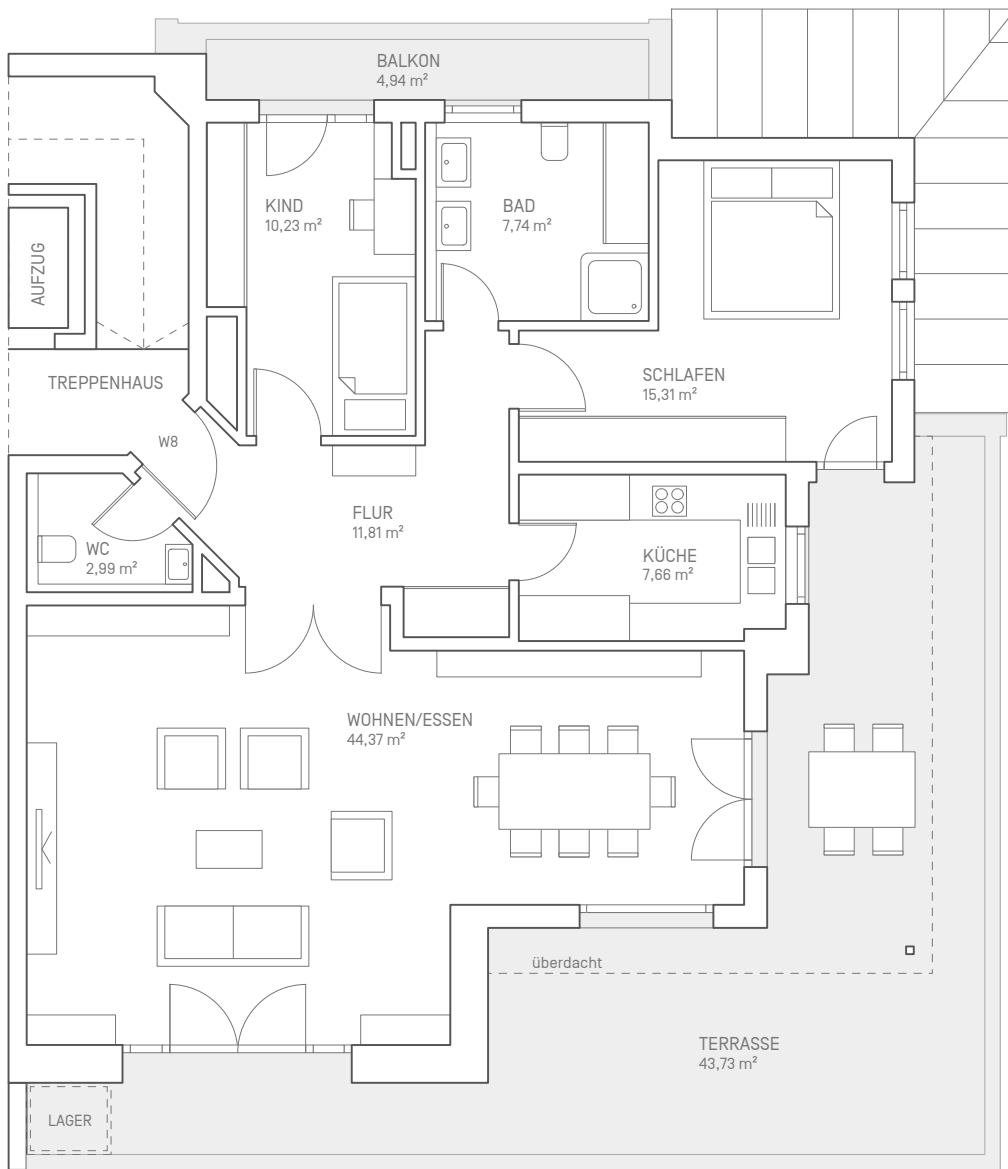 BALKON
4,94 m²
KIND
10,23 m²
BAD
7,74 m²
AUFZUG
TREPPENHAUS
SCHLAFEN
15,31 m²
W8
FLUR
11,81 m²
WC
2,99 m²
KÜCHE
7,66 m²
WOHNEN/ESSEN
44,37 m²
überdacht
TERRASSE
43,73 m²
LAGER